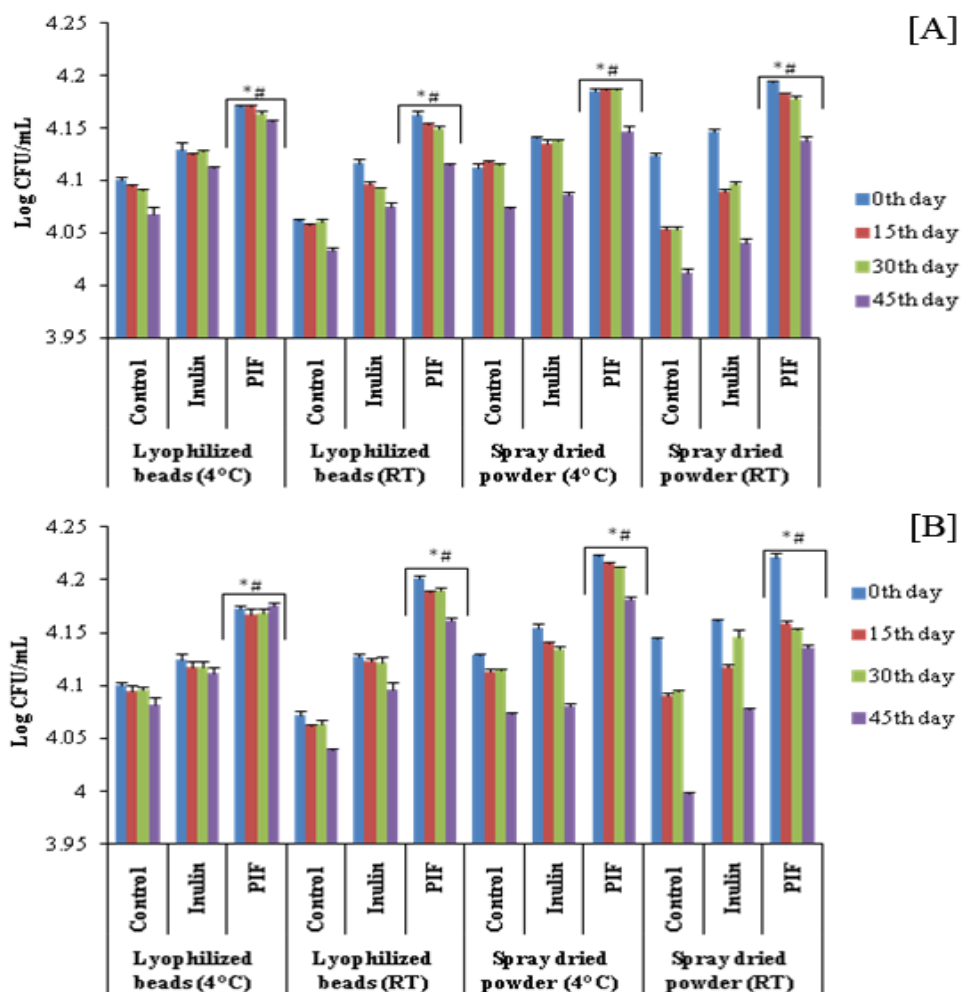 [A]
Log CFU/mL
4.25
4.2
4.15
4.1
4.05
4
3.95
*#
*#
*#
*#
0th day
15th day
30th day
45th day
Control
Inulin
PIF
Control
Inulin
PIF
Control
Inulin
PIF
Control
Inulin
PIF
Lyophilized
beads (4°C)
Lyophilized
beads (RT)
Spray dried
powder (4°C)
Spray dried
powder (RT)
[B]
Log CFU/mL
4.25
4.2
4.15
4.1
4.05
4
3.95
*#
*#
*#
*#
0th day
15th day
30th day
45th day
Control
Inulin
PIF
Control
Inulin
PIF
Control
Inulin
PIF
Control
Inulin
PIF
Lyophilized
beads (4°C)
Lyophilized
beads (RT)
Spray dried
powder (4°C)
Spray dried
powder (RT)